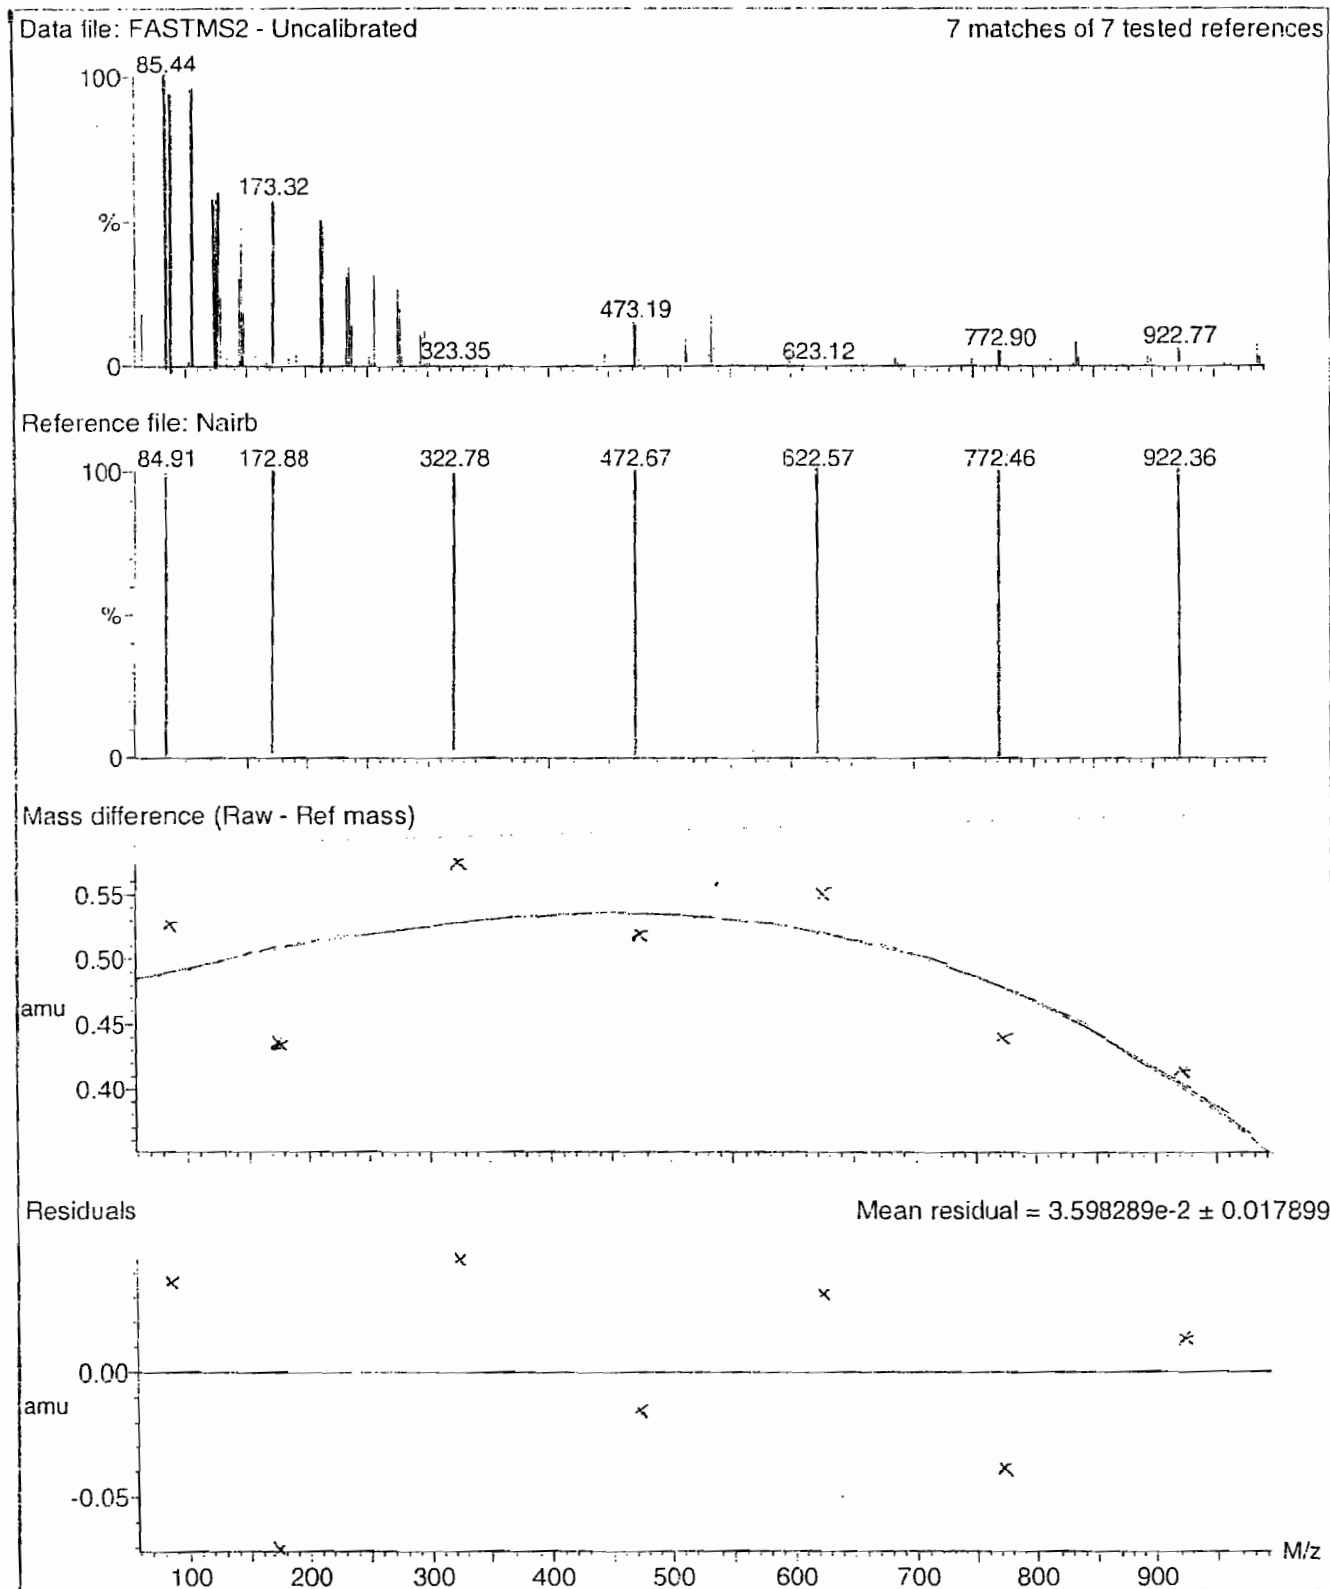 Data file: FASTMS2 - Uncalibrated 7 matches of 7 tested references
85.44
100
173.32
%
473.19
323.35 623.12 772.90 922.77
0
Reference file: Nairb
84.91 172.88 322.78 472.67 622.57 772.46 922.36
100
%
0
Mass difference (Raw - Ref mass)
0.55
0.50
amu
0.45
0.40
Residuals Mean residual = 3.598289e-2 ± 0.017899
0.00
amu
-0.05
M/z
100 200 300 400 500 600 700 800 900